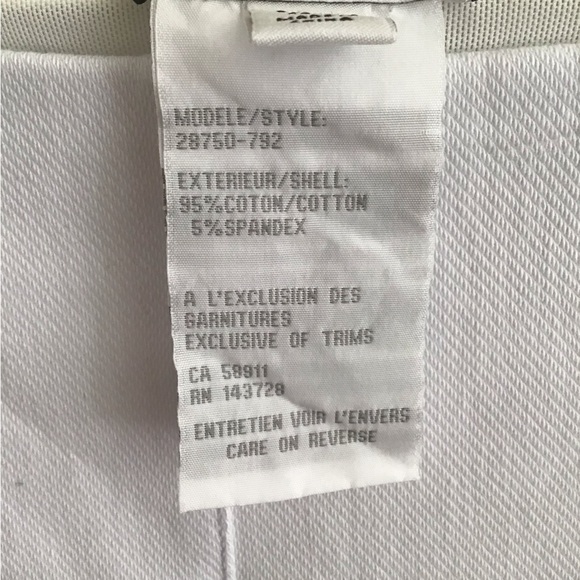 MODELE/STYLE:
28750-792
EXTERIEUR/SHELL:
95%COTON/COTTON
5%SPANDEX
A L'EXCLUSION DES
GARNITURES
EXCLUSIVE OF TRIMS
CA 58911
RN 143728
ENTRETIEN VOIR L'ENVERS
CARE ON REVERSE